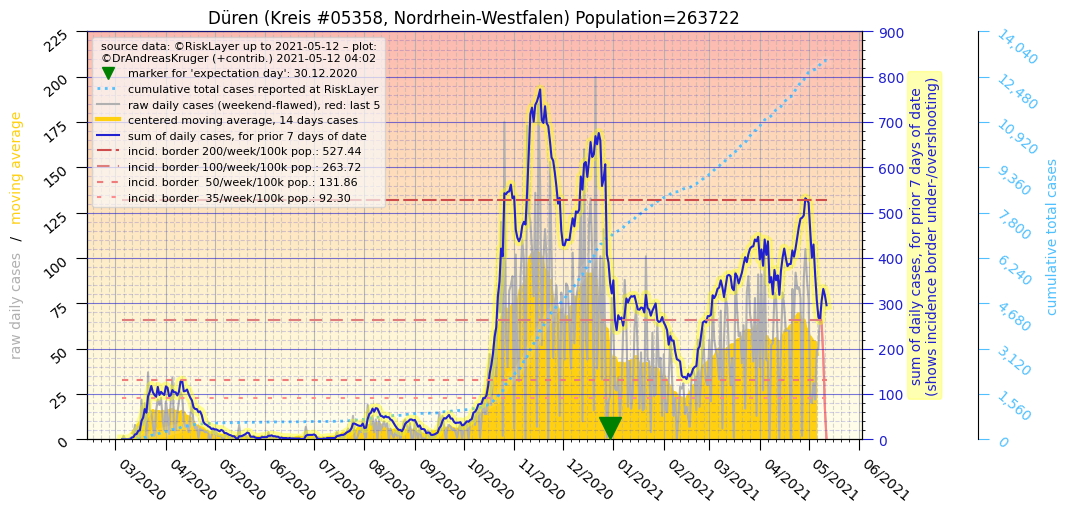 Düren (Kreis #05358, Nordrhein-Westfalen) Population=263722
source data: ©RiskLayer up to 2021-05-12 – plot:
©DrAndreasKruger (+contrib.) 2021-05-12 04:02
marker for 'expectation day': 30.12.2020
cumulative total cases reported at RiskLayer
raw daily cases (weekend-flawed), red: last 5
centered moving average, 14 days cases
sum of daily cases, for prior 7 days of date
incid. border 200/week/100k pop.: 527.44
incid. border 100/week/100k pop.: 263.72
incid. border  50/week/100k pop.: 131.86
incid. border  35/week/100k pop.: 92.30
raw daily cases  /  moving average
225
200
175
150
125
100
75
50
25
0
03/2020
04/2020
05/2020
06/2020
07/2020
08/2020
09/2020
10/2020
11/2020
12/2020
01/2021
02/2021
03/2021
04/2021
05/2021
06/2021
900
800
700
600
500
400
300
200
100
0
sum of daily cases, for prior 7 days of date
(shows incidence border under-/overshooting)
14,040
12,480
10,920
9,360
7,800
6,240
4,680
3,120
1,560
0
cumulative total cases